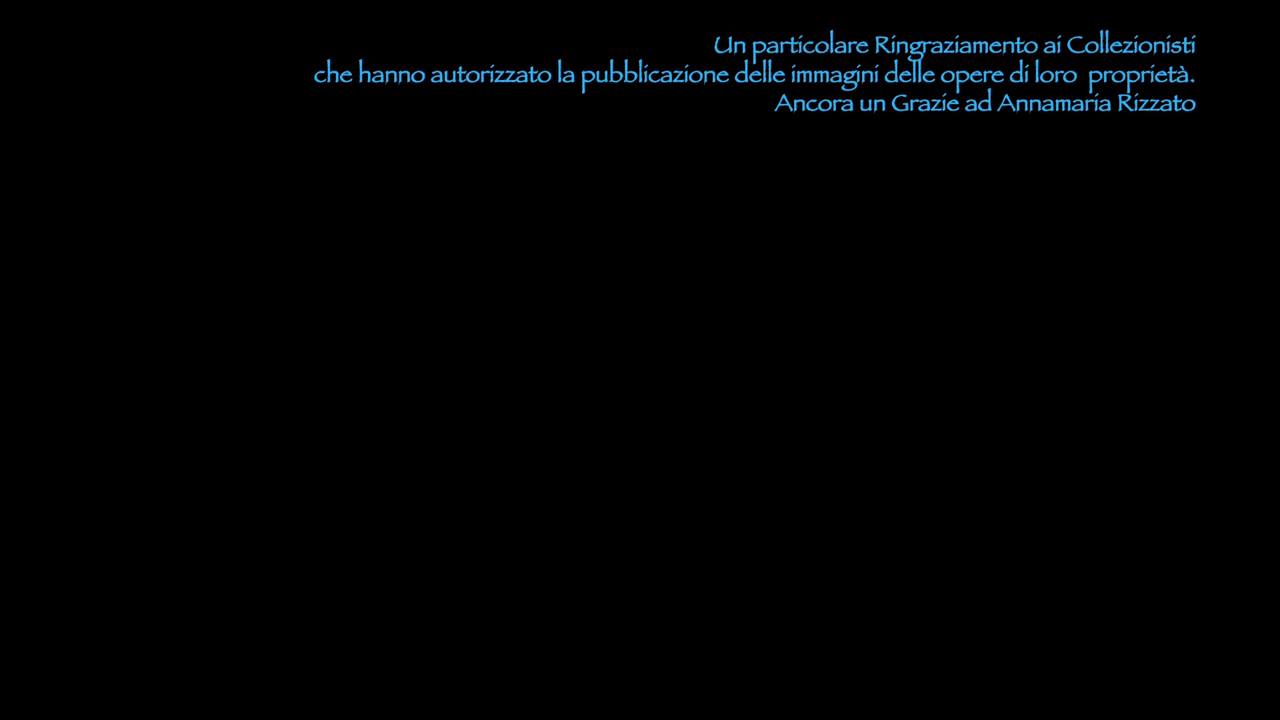 Un particolare Ringraziamento ai Collezionisti
che hanno autorizzato la pubblicazione delle immagini delle opere di loro  proprietà.
Ancora un Grazie ad Annamaria Rizzato